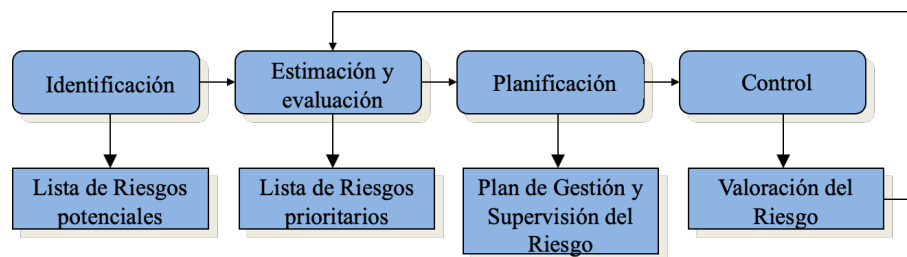 Identificación
Estimación y
evaluación
Planificación
Control
Lista de Riesgos
potenciales
Lista de Riesgos
prioritarios
Plan de Gestión y
Supervisión del
Riesgo
Valoración del
Riesgo